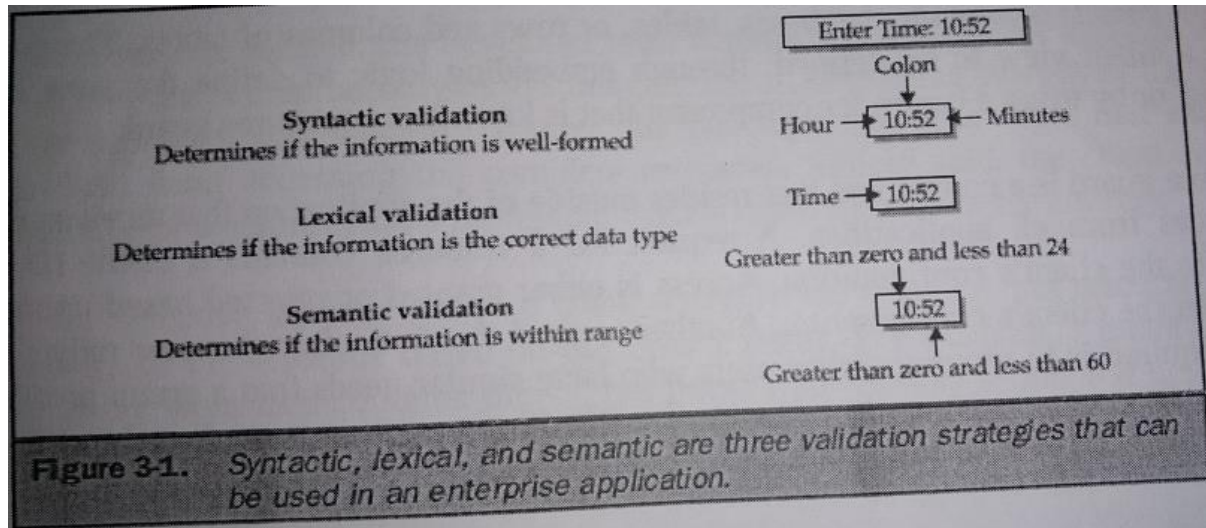 Enter Time: 10:52
Colon
Syntactic validation
Determines if the information is well-formed
Hour 10:52 Minutes
Lexical validation
Determines if the information is the correct data type
Time 10:52
Semantic validation
Determines if the information is within range
Greater than zero and less than 24
10:52
Greater than zero and less than 60
Figure 3-1. Syntactic, lexical, and semantic are three validation strategies that can
be used in an enterprise application.